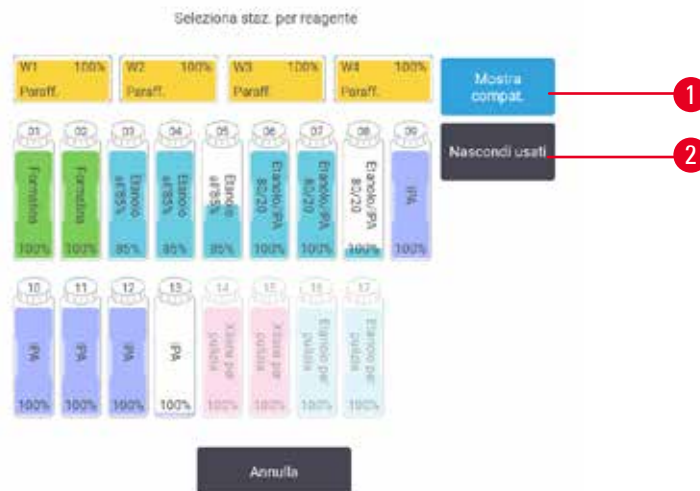 Seleziona staz. per reagente
W1 100%
Paraff.
W2 100%
Paraff.
W3 100%
Paraff.
W4 100%
Paraff.
Mostra
compat.
1
Nascondi usati
2
01
Formalina
100%
02
Formalina
100%
03
Etanolo
all'85%
85%
04
Etanolo
all'85%
85%
05
Etanolo
all'85%
85%
06
Etanolo/IPA
80/20
100%
07
Etanolo/IPA
80/20
100%
08
Etanolo/IPA
80/20
100%
09
IPA
100%
10
IPA
100%
11
IPA
100%
12
IPA
100%
13
IPA
100%
14
Xilene per
pulizia
100%
15
Xilene per
pulizia
100%
16
Etanolo per
pulizia
100%
17
Etanolo per
pulizia
100%
Annulla